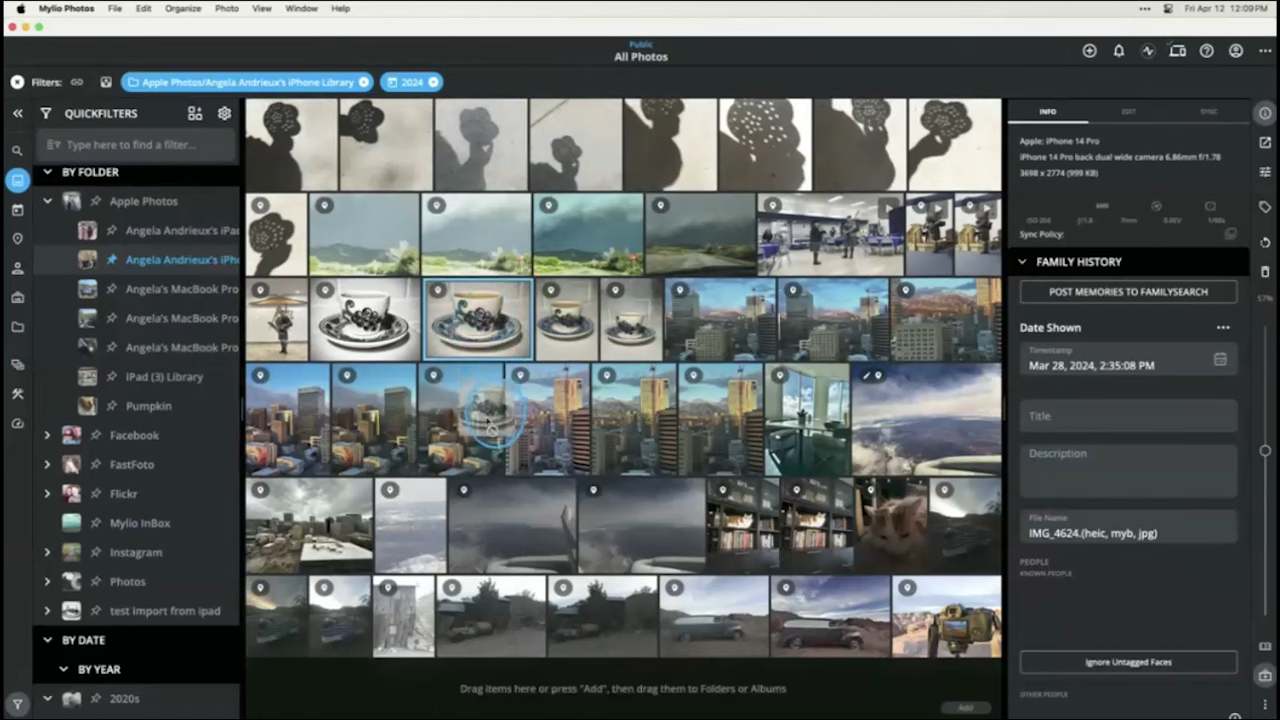 Mylio Photos File Edit Organize Photo View Window Help Fri Apr 12 12:09 PM
Public
All Photos
Filters: Apple Photos/Angela Andrieux's iPhone Library 2024
QUICKFILTERS
Type here to find a filter...
BY FOLDER
Apple Photos
Angela Andrieux's iPad
Angela Andrieux's iPh
Angela's MacBook Pro
Angela's MacBook Pro
Angela's MacBook Pro
iPad (3) Library
Pumpkin
Facebook
FastFoto
Flickr
Mylio InBox
Instagram
Photos
test import from ipad
BY DATE
BY YEAR
2020s
Drag items here or press "Add", then drag them to Folders or Albums
Add
INFO EDIT SYNC
Apple: iPhone 14 Pro
iPhone 14 Pro back dual wide camera 6.86mm f/1.78
3698 x 2774 (999 KB)
Sync Policy:
FAMILY HISTORY
POST MEMORIES TO FAMILYSEARCH
Date Shown
Timestamp
Mar 28, 2024, 2:35:08 PM
Title
Description
File Name
IMG_4624.(heic, myb, jpg)
PEOPLE
KNOWN PEOPLE
Ignore Untagged Faces
OTHER PEOPLE
57%